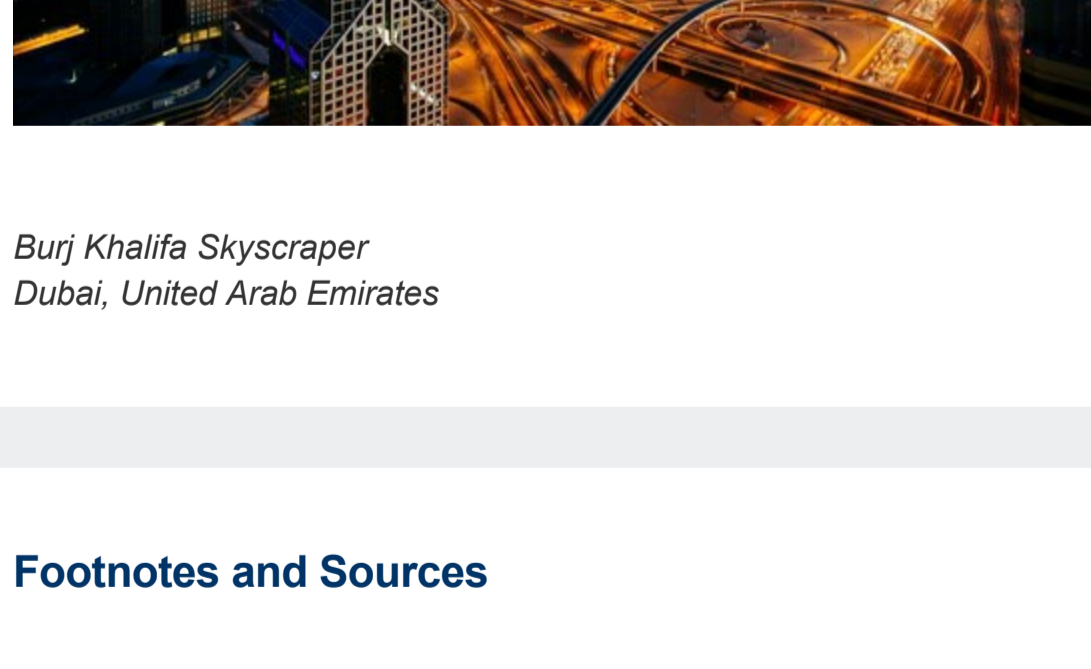 Burj Khalifa Skyscraper
Dubai, United Arab Emirates
Footnotes and Sources